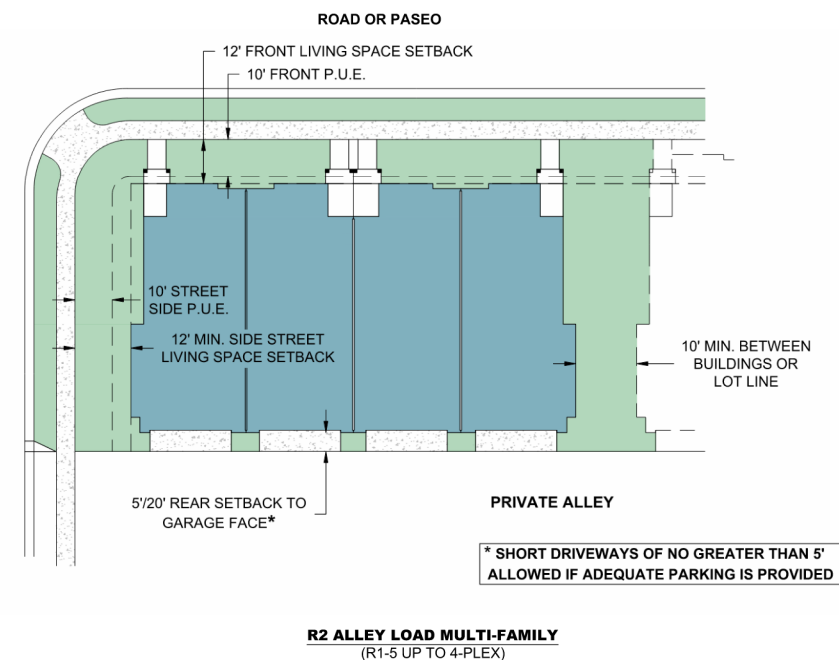 ROAD OR PASEO
12' FRONT LIVING SPACE SETBACK
10' FRONT P.U.E.
10' STREET
SIDE P.U.E.
12' MIN. SIDE STREET
LIVING SPACE SETBACK
10' MIN. BETWEEN
BUILDINGS OR
LOT LINE
5'/20' REAR SETBACK TO
GARAGE FACE*
PRIVATE ALLEY
* SHORT DRIVEWAYS OF NO GREATER THAN 5'
ALLOWED IF ADEQUATE PARKING IS PROVIDED
R2 ALLEY LOAD MULTI-FAMILY
(R1-5 UP TO 4-PLEX)